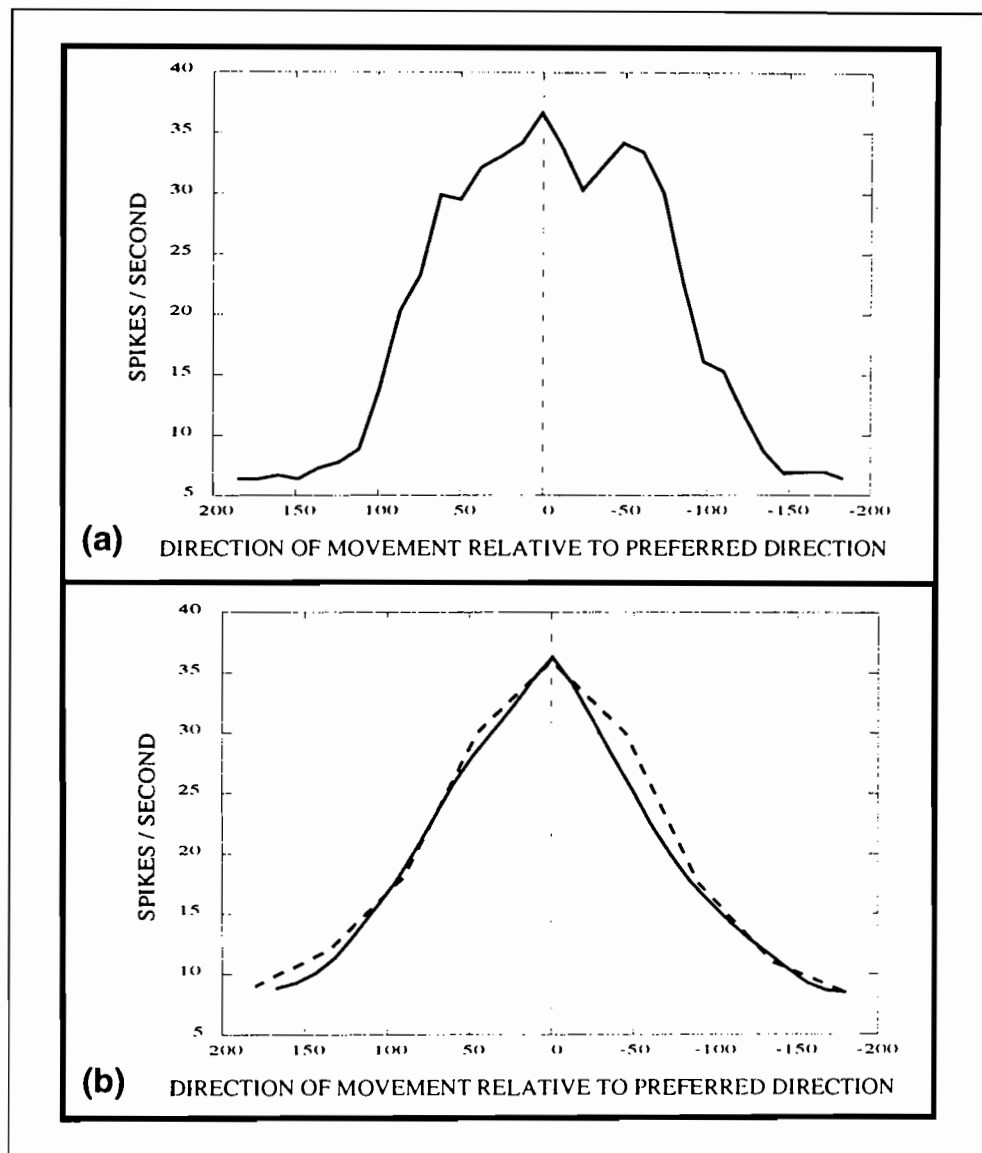 40
35
30
25
20
15
10
5
SPIKES / SECOND
200 150 100 50 0 -50 -100 -150 -200
(a) DIRECTION OF MOVEMENT RELATIVE TO PREFERRED DIRECTION
40
35
30
25
20
15
10
5
SPIKES / SECOND
200 150 100 50 0 -50 -100 -150 -200
(b) DIRECTION OF MOVEMENT RELATIVE TO PREFERRED DIRECTION